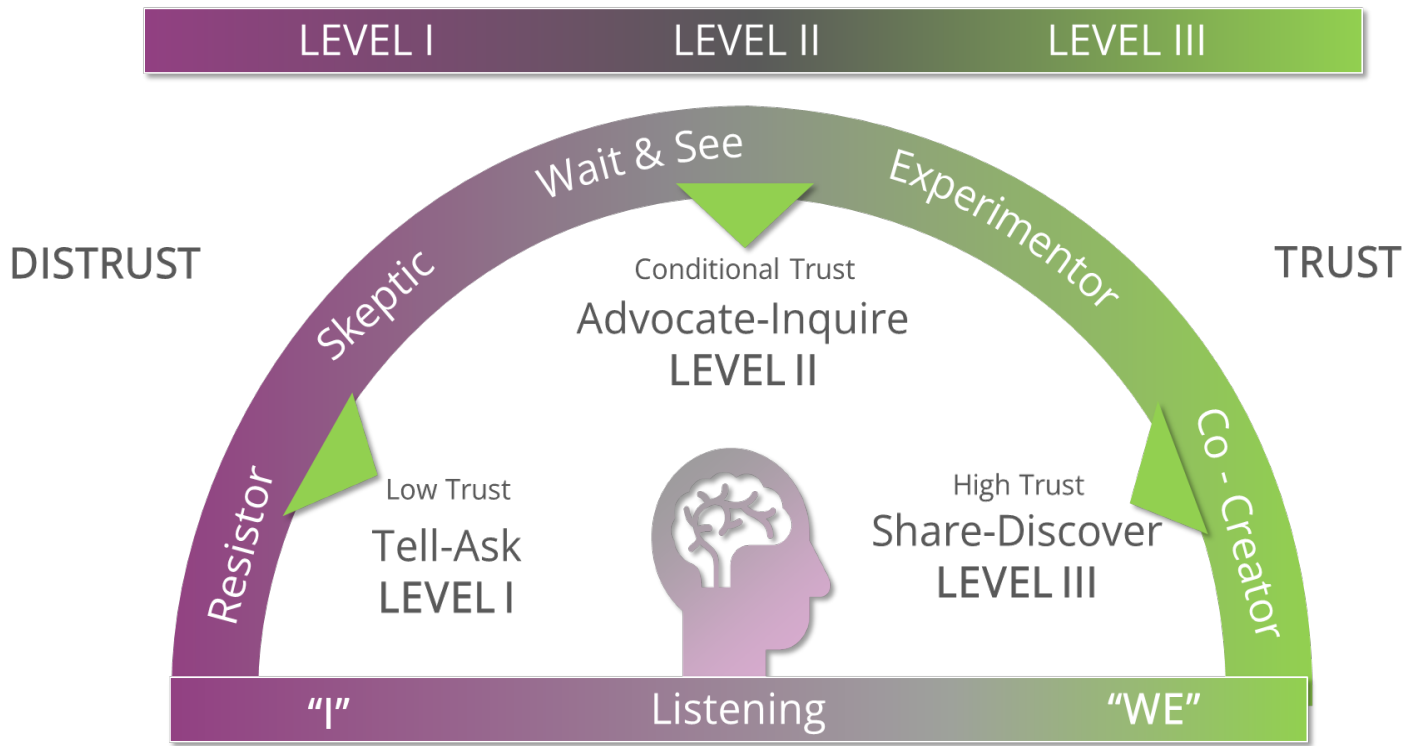 LEVEL I LEVEL II LEVEL III
Wait & See
Experimentor
Skeptic
DISTRUST
TRUST
Conditional Trust
Advocate-Inquire
LEVEL II
Resistor
Co - Creator
Low Trust
Tell-Ask
LEVEL I
High Trust
Share-Discover
LEVEL III
“I” Listening “WE”